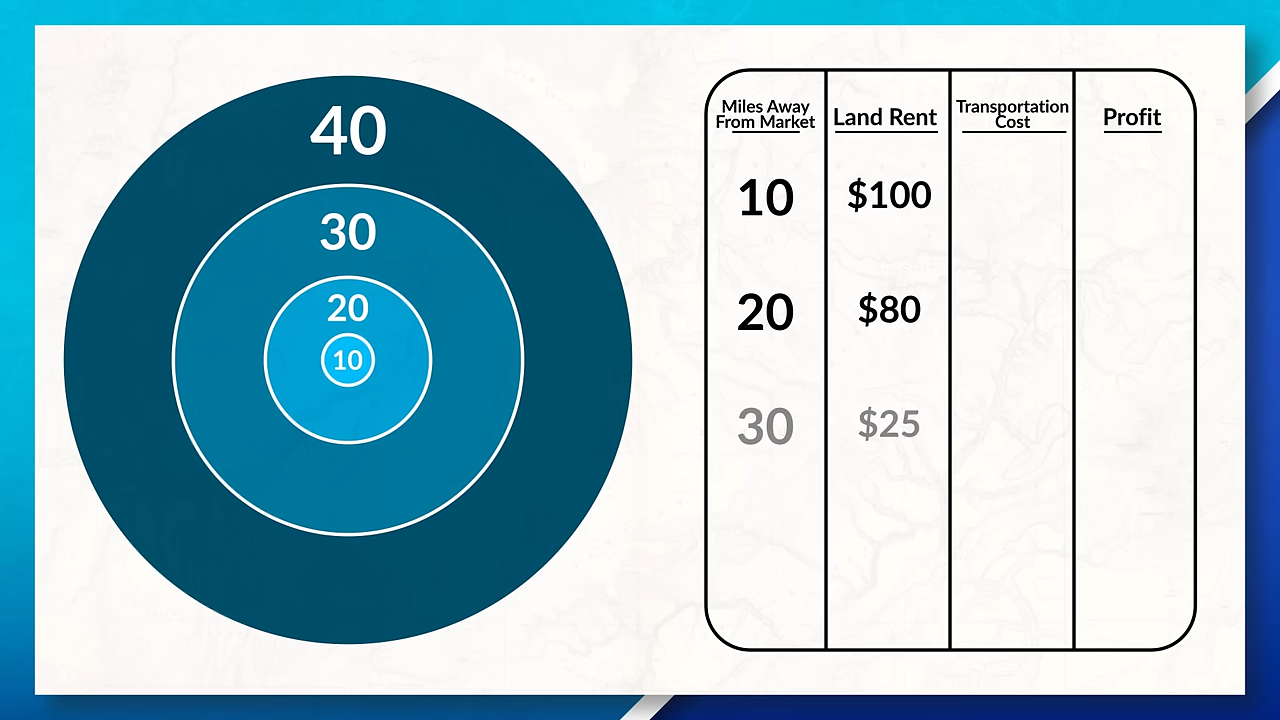 40
30
20
10
Miles Away
From Market
Land Rent
Transportation
Cost
Profit
10 $100
20 $80
30 $25